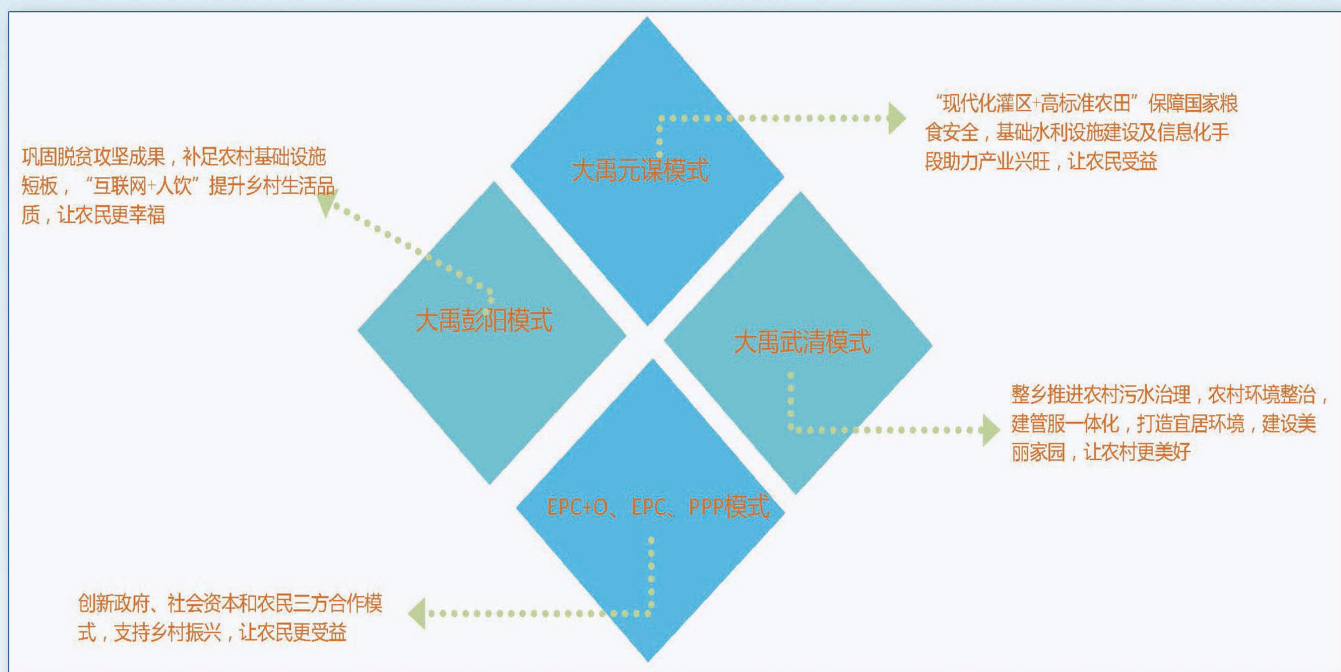 “现代化灌区+高标准农田”保障国家粮
食安全，基础水利设施建设及信息化手
段助力产业兴旺，让农民受益
大禹元谋模式
巩固脱贫攻坚成果，补足农村基础设施
短板，“互联网+人饮”提升乡村生活品
质，让农民更幸福
大禹彭阳模式
大禹武清模式
整乡推进农村污水治理，农村环境整治，
建管服一体化，打造宜居环境，建设美
丽家园，让农村更美好
EPC+O、EPC、PPP模式
创新政府、社会资本和农民三方合作模
式，支持乡村振兴，让农民更受益